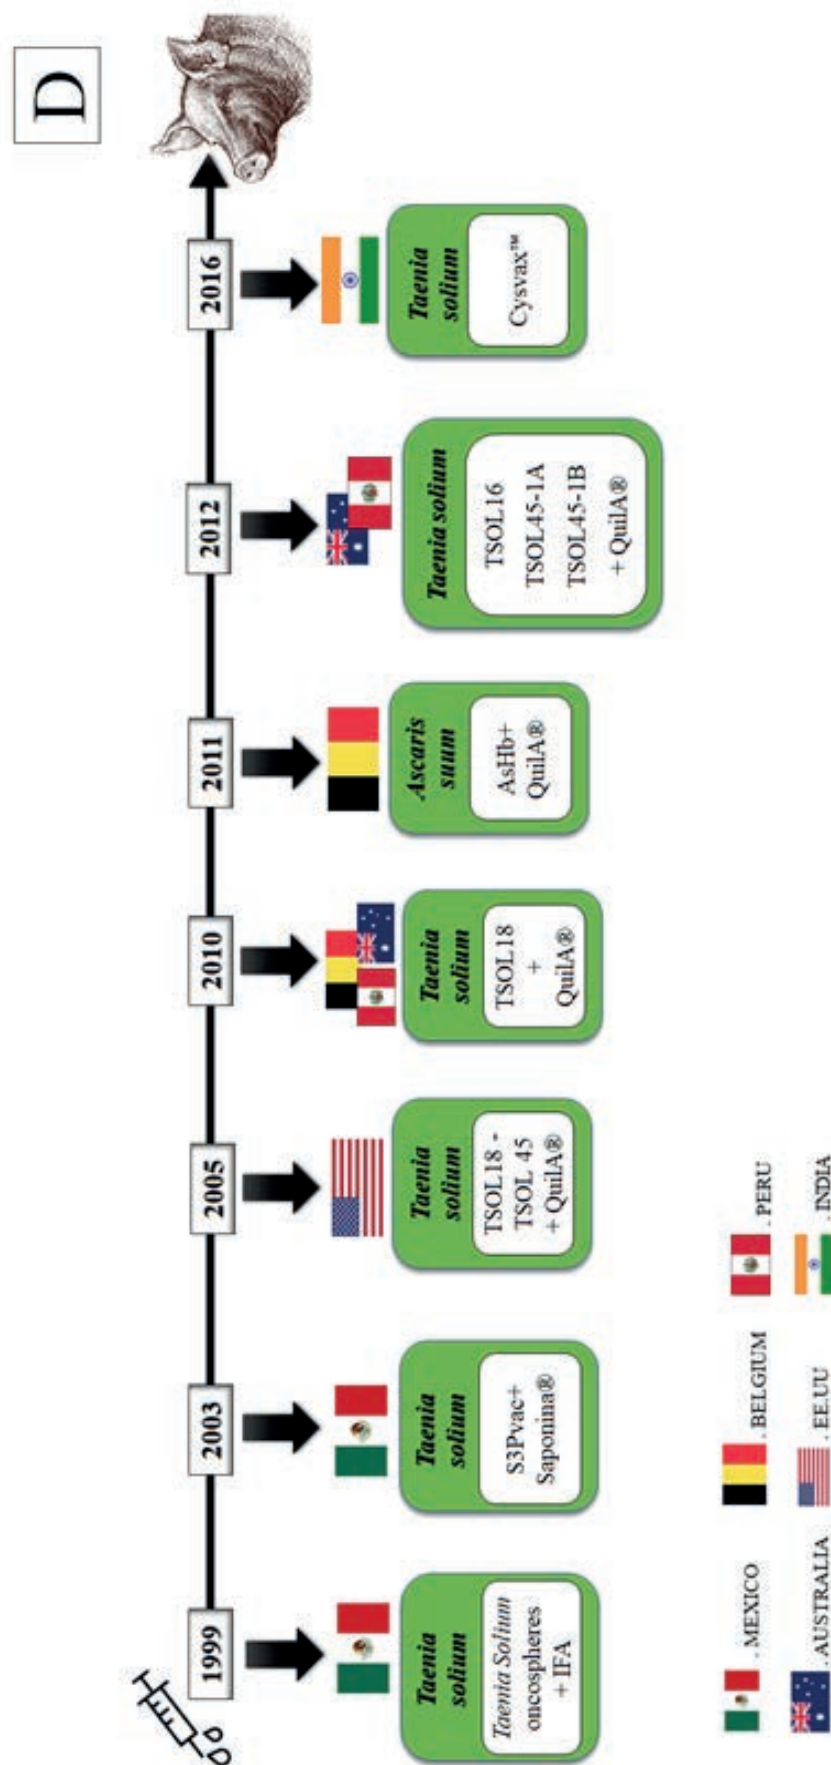 D
1999
2003
2005
2010
2011
2012
2016
Taenia
solium
Taenia Solium
oncospheres
+ IFA
Taenia
solium
S3Pvac+
Saponina®
Taenia
solium
TSOL18 -
TSOL 45
+ QuilA®
Taenia
solium
TSOL18
+
QuilA®
Ascaris
suum
AsHb+
QuilA®
Taenia solium
TSOL16
TSOL45-1A
TSOL45-1B
+ QuilA®
Taenia
solium
Cysvax™
. MEXICO
. BELGIUM
. PERU
. AUSTRALIA
. EE.UU
. INDIA